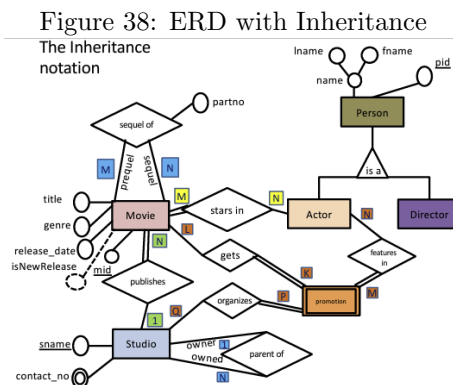 Figure 38: ERD with Inheritance
The Inheritance
notation
lname
fname
name
pid
Person
partno
sequel of
M
prequel
sequel
N
is a
title
genre
release_date
isNewRelease
mid
Movie
M
stars in
N
Actor
N
Director
L
N
gets
features
in
publishes
K
M
promotion
organizes
P
Q
1
sname
Studio
contact_no
owner
1
owned
N
parent of